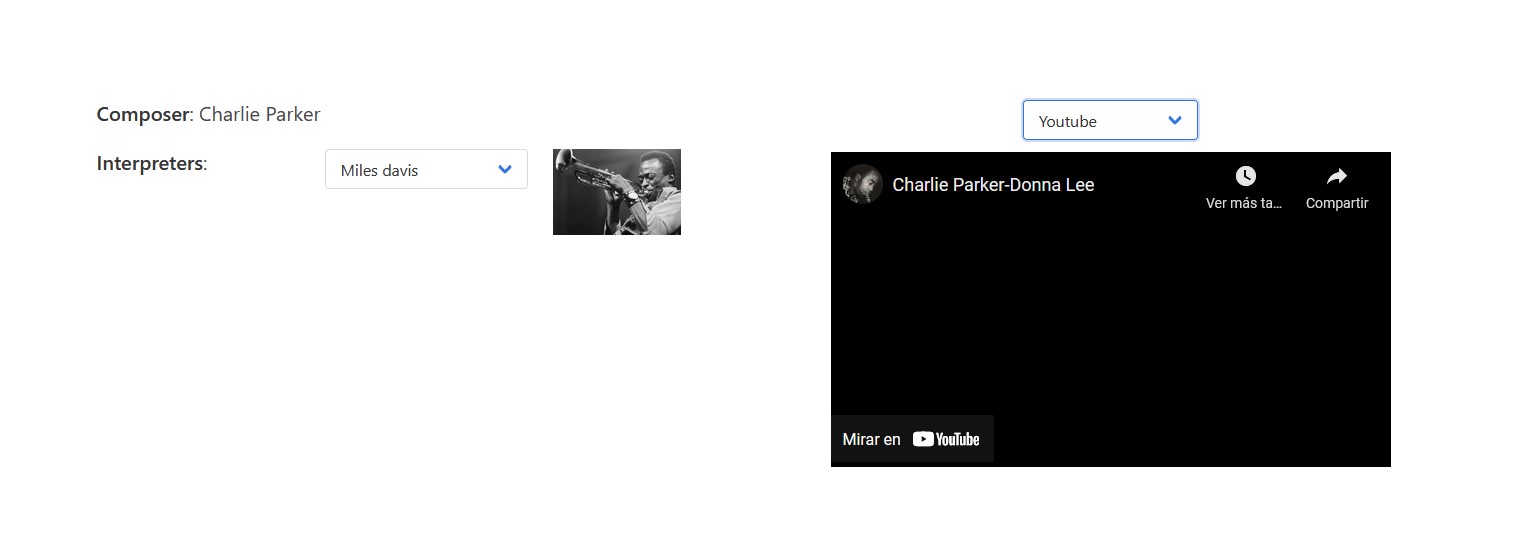 Composer: Charlie Parker
Interpreters:
Miles davis
Youtube
Charlie Parker-Donna Lee
Ver más ta...
Compartir
Mirar en YouTube